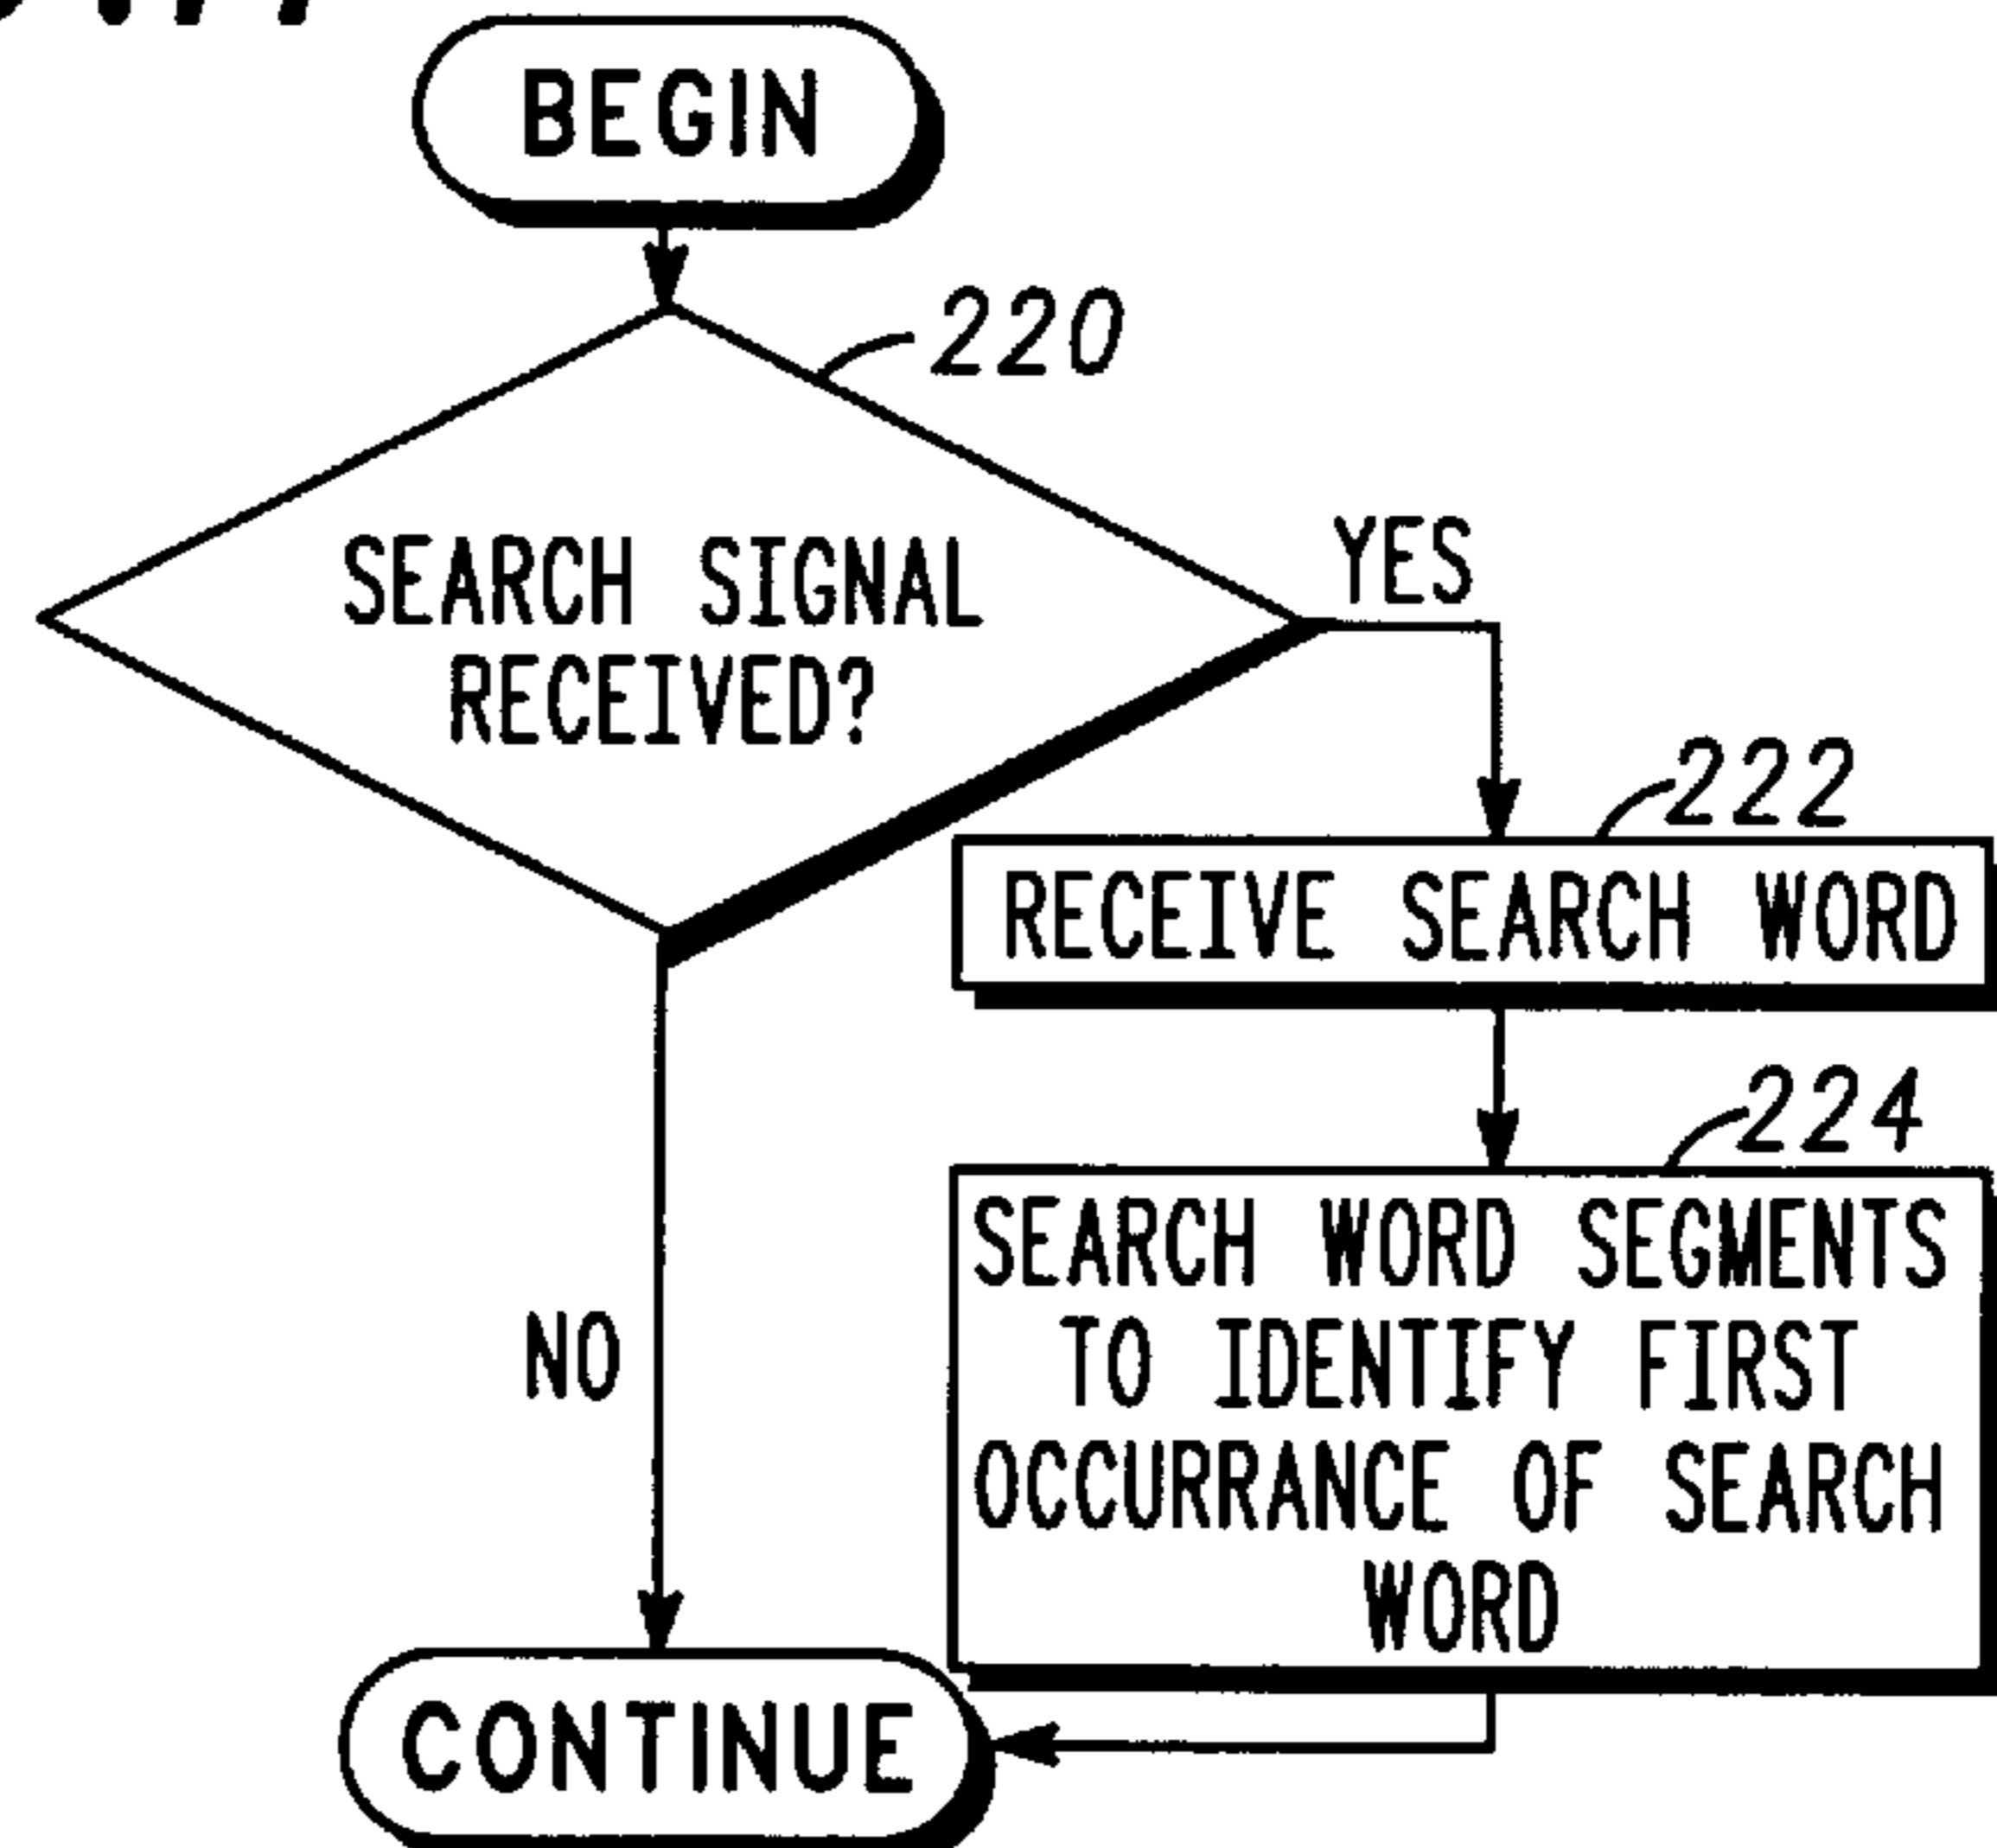 BEGIN
220
SEARCH SIGNAL
RECEIVED?
YES
222
RECEIVE SEARCH WORD
224
SEARCH WORD SEGMENTS
TO IDENTIFY FIRST
OCCURRANCE OF SEARCH
WORD
NO
CONTINUE